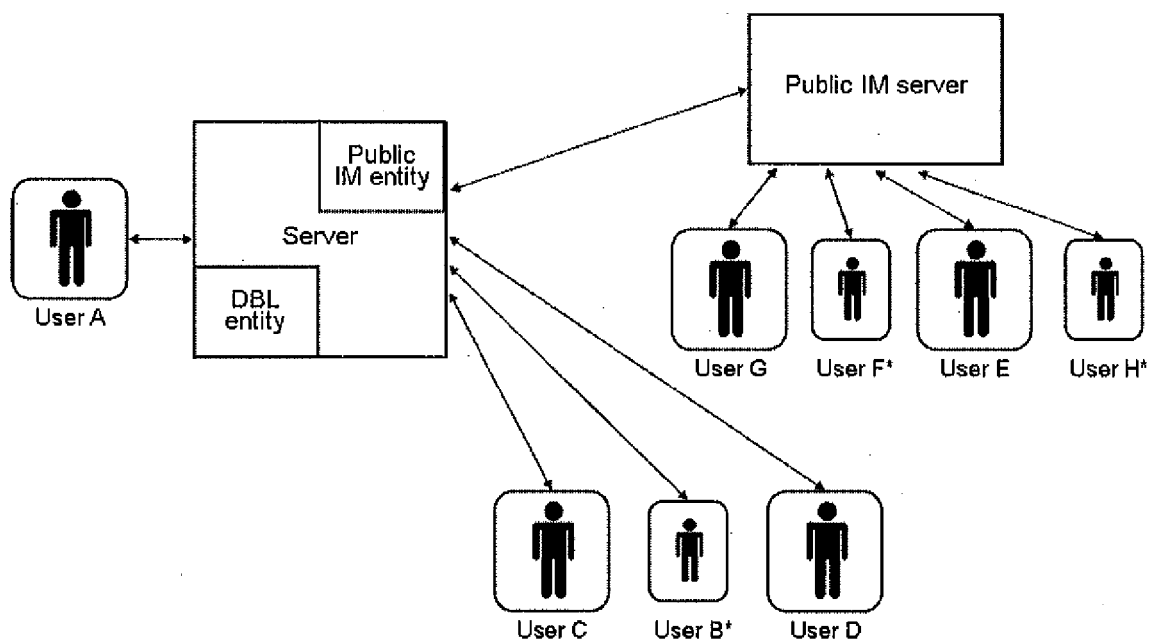 Public IM server
Public
IM entity
Server
DBL
entity
User A
User G
User F*
User E
User H*
User C
User B*
User D